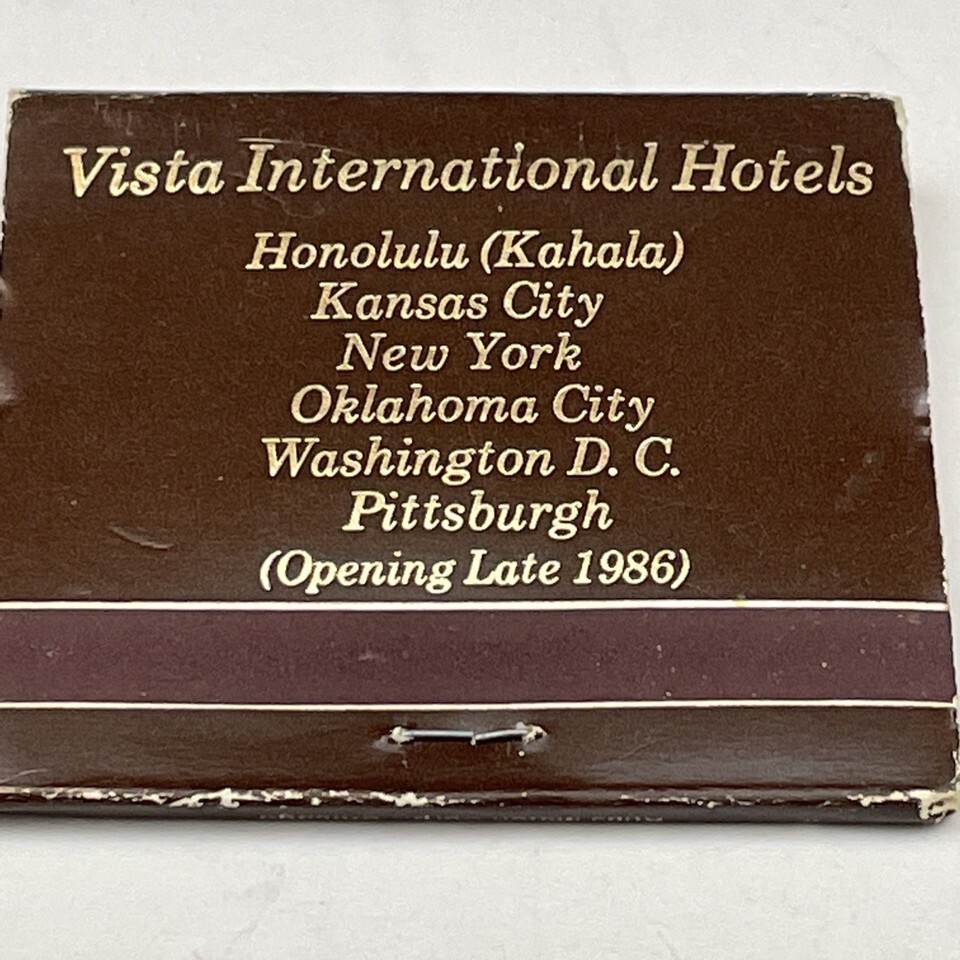 Vista International Hotels
Honolulu (Kahala)
Kansas City
New York
Oklahoma City
Washington D. C.
Pittsburgh
(Opening Late 1986)